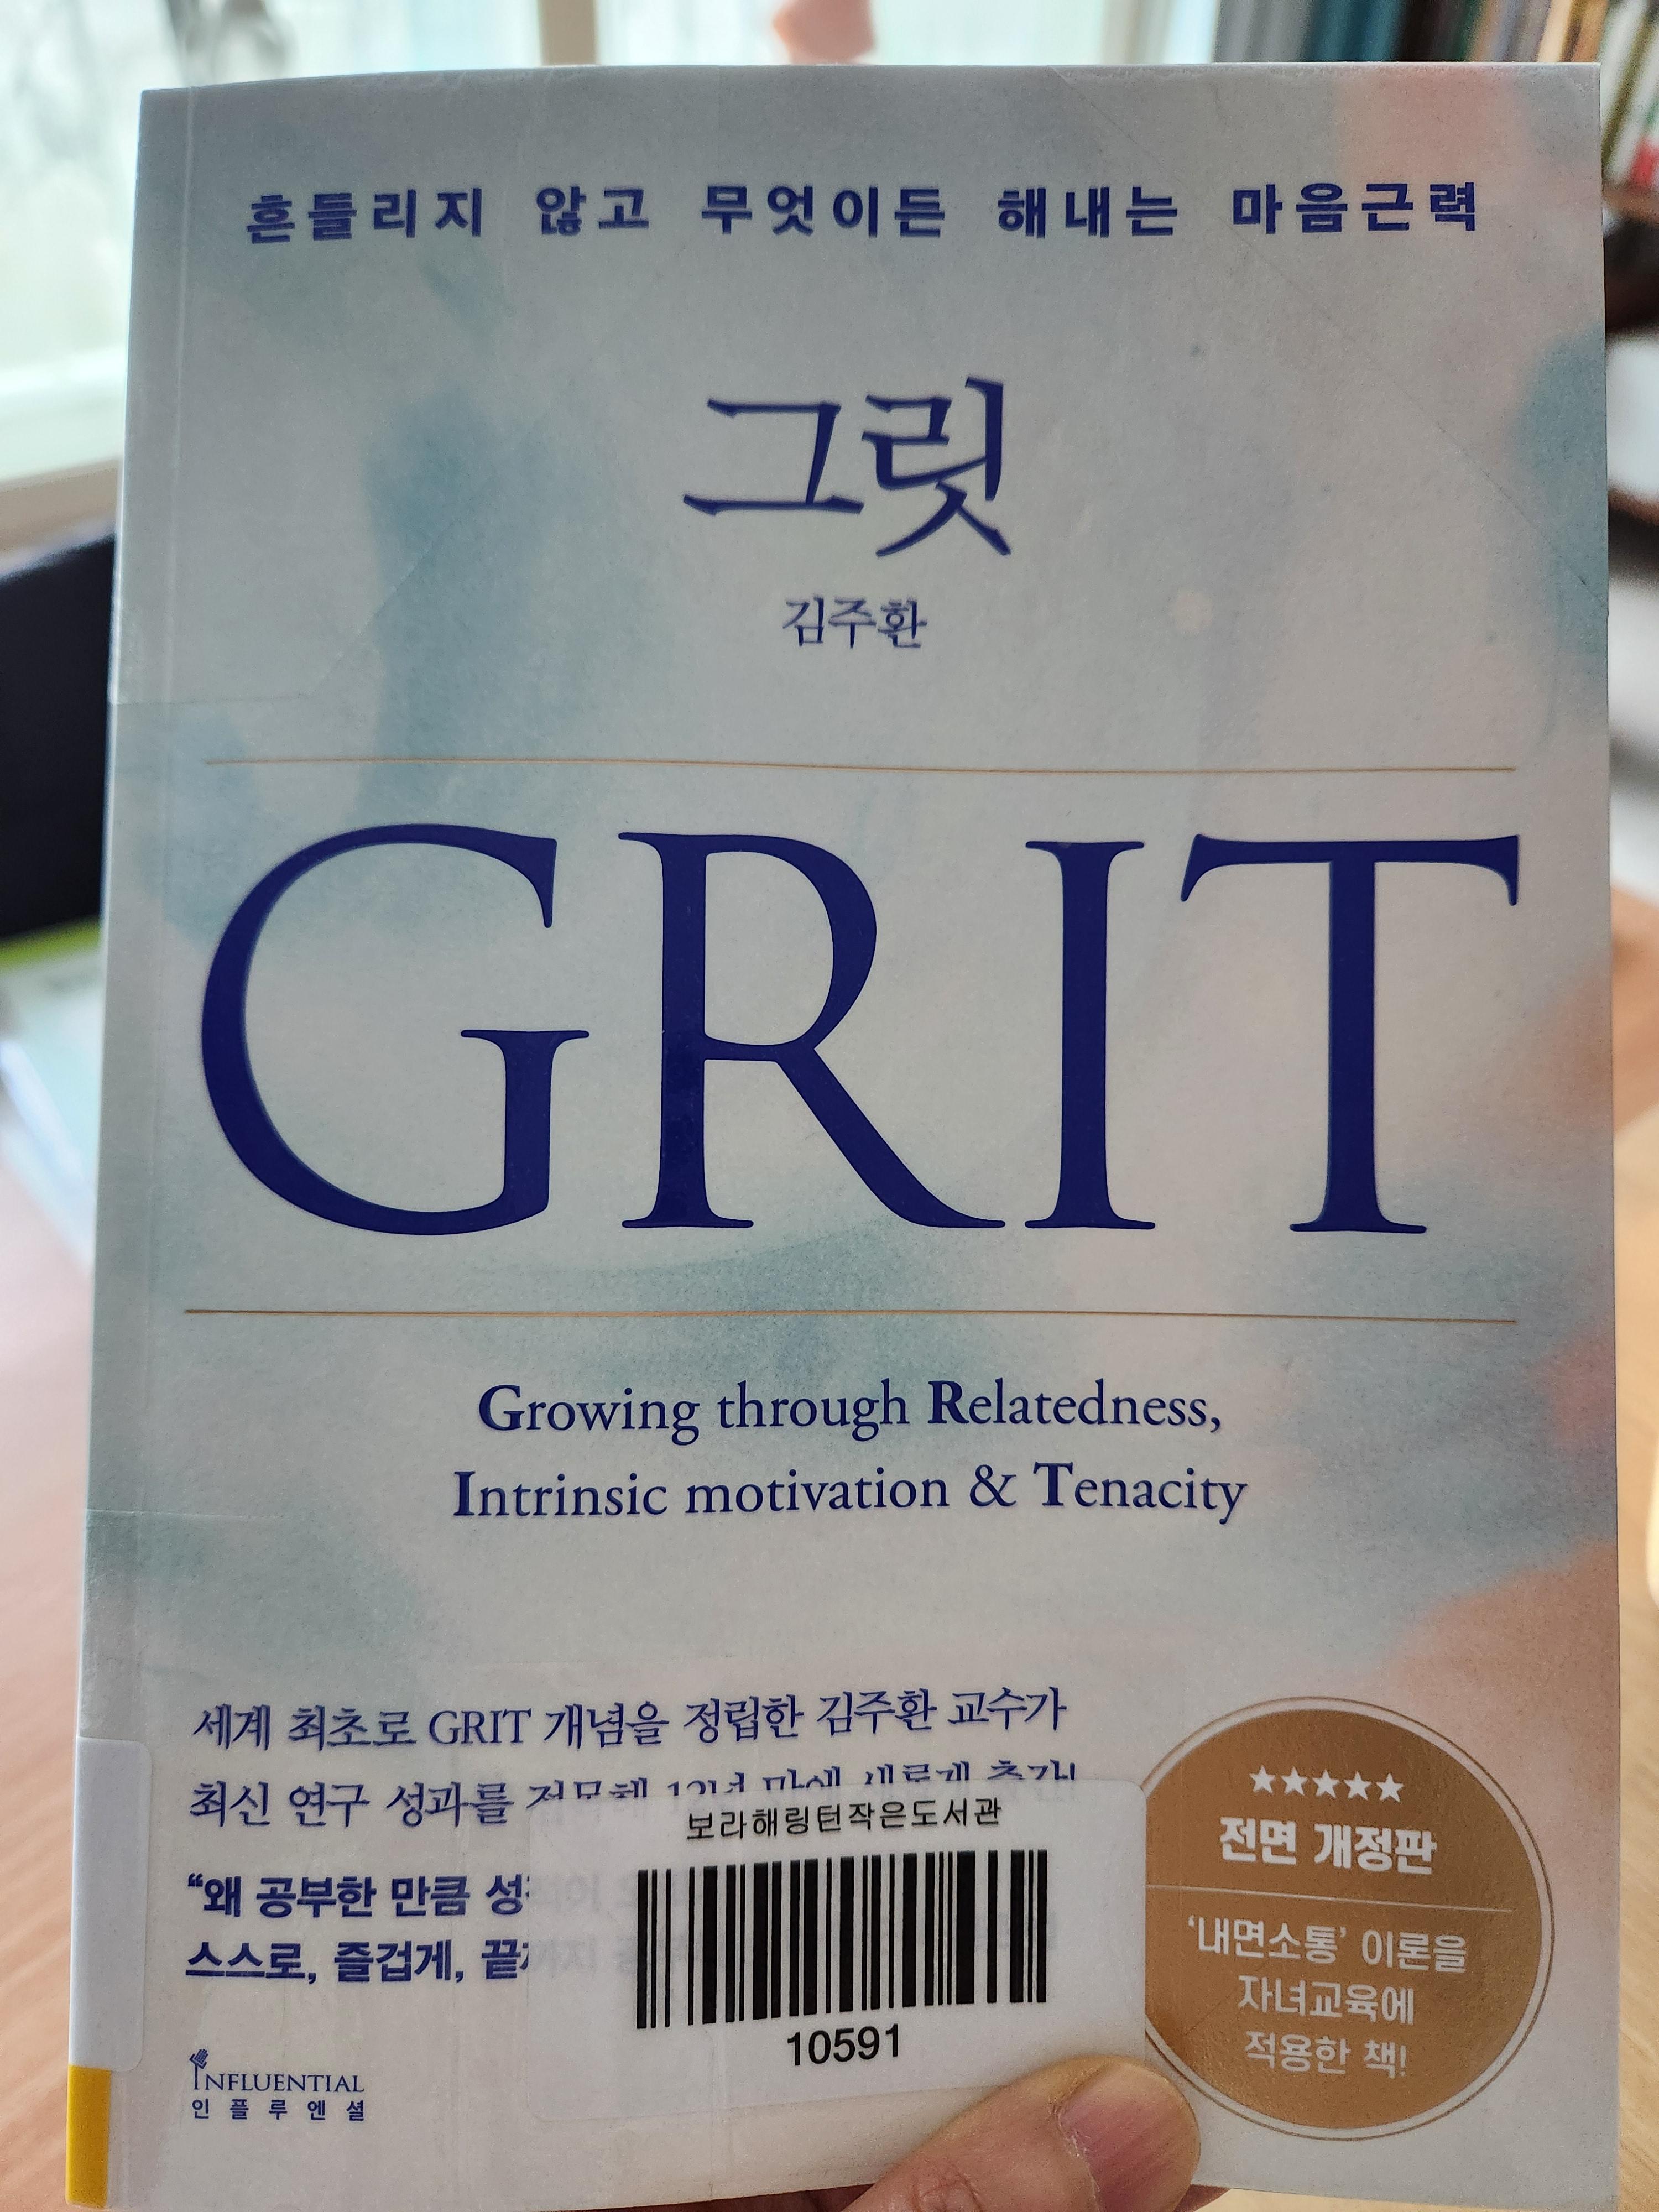 흔들리지 않고 무엇이든 해내는 마음근력
그릿
김주환
GRIT
Growing through Relatedness,
Intrinsic motivation & Tenacity
세계 최초로 GRIT 개념을 정립한 김주환 교수가
최신 연구 성과를
“왜 공부한 만큼
스스로, 즐겁게,
보라해링턴작은도서관
10591
★★★★★
전면 개정판
‘내면소통’ 이론을
자녀교육에
적용한 책!
INFLUENTIAL
인플루엔셜